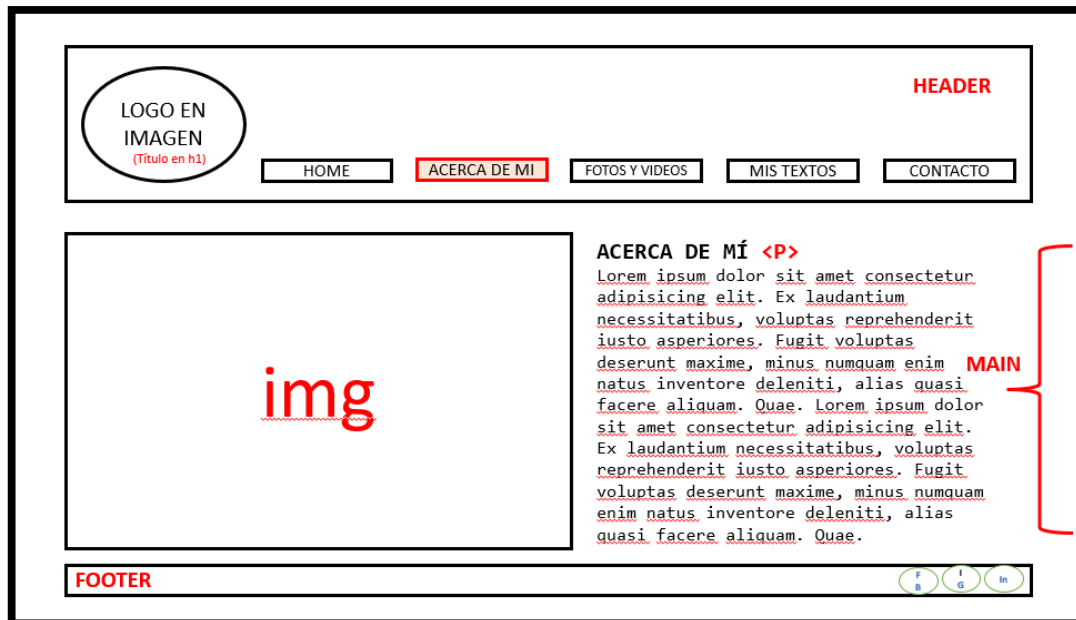 HEADER
LOGO EN
IMAGEN
(Título en h1)
HOME
ACERCA DE MI
FOTOS Y VIDEOS
MIS TEXTOS
CONTACTO
img
ACERCA DE MÍ <P>
Lorem ipsum dolor sit amet consectetur
adipisicing elit. Ex laudantium
necessitatibus, voluptas reprehenderit
iusto asperiores. Fugit voluptas
deserunt maxime, minus numquam enim
natus inventore deleniti, alias quasi
facere aliquam. Quae. Lorem ipsum dolor
sit amet consectetur adipisicing elit.
Ex laudantium necessitatibus, voluptas
reprehenderit iusto asperiores. Fugit
voluptas deserunt maxime, minus numquam
enim natus inventore deleniti, alias
quasi facere aliquam. Quae.
MAIN
FOOTER
F
B
I
G
In